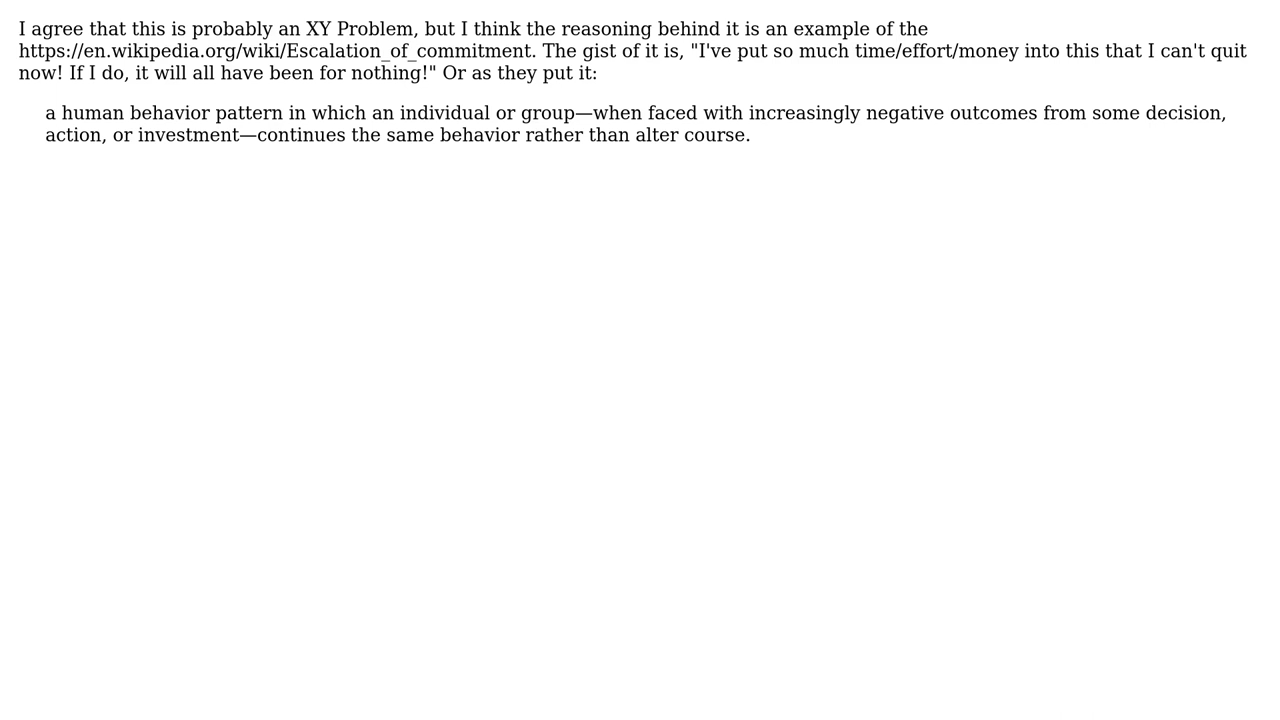 I agree that this is probably an XY Problem, but I think the reasoning behind it is an example of the
https://en.wikipedia.org/wiki/Escalation_of_commitment. The gist of it is, "I've put so much time/effort/money into this that I can't quit
now! If I do, it will all have been for nothing!" Or as they put it:
a human behavior pattern in which an individual or group—when faced with increasingly negative outcomes from some decision,
action, or investment—continues the same behavior rather than alter course.